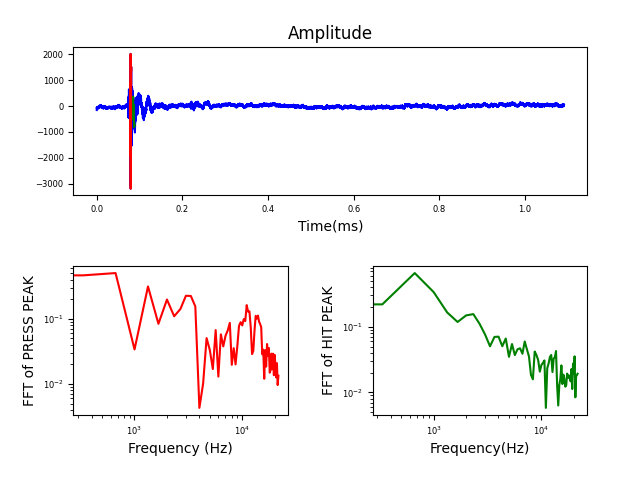 Amplitude
2000
1000
0
−1000
−2000
−3000
0.0 0.2 0.4 0.6 0.8 1.0
Time(ms)
FFT of PRESS PEAK
10⁻¹
10⁻²
10³ 10⁴
Frequency (Hz)
FFT of HIT PEAK
10⁻¹
10⁻²
10³ 10⁴
Frequency(Hz)